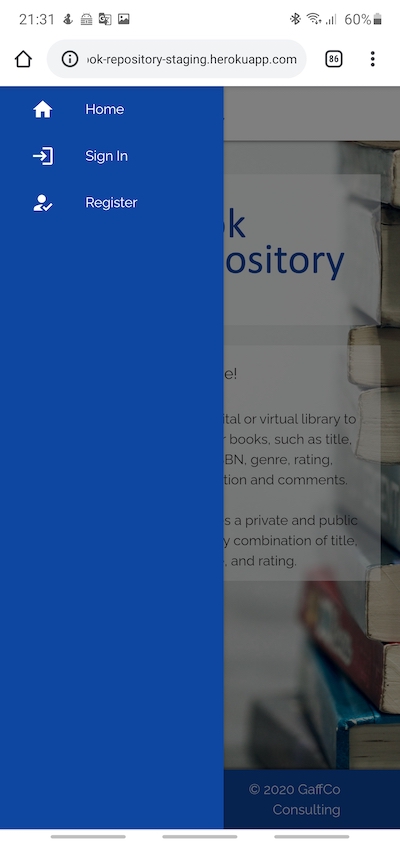 21:31
60%
ok-repository-staging.herokuapp.com
86
Home
Sign In
Register
ok
ository
e!
ital or virtual library to
books, such as title,
BN, genre, rating,
tion and comments.
s a private and public
y combination of title,
, and rating.
© 2020 GaffCo
Consulting